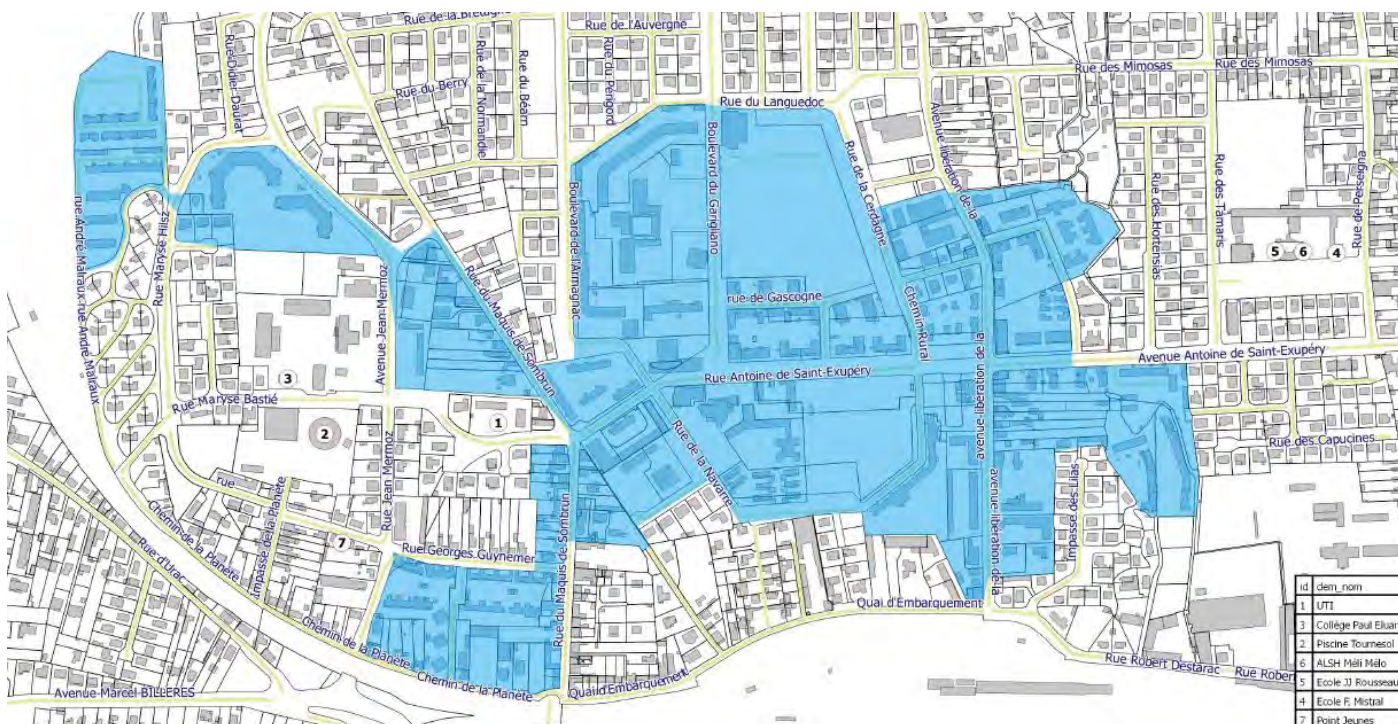 Rue de la Bretagne
Rue de l'Auvergne
Rue Didier Daurat
Rue du Berry
Rue de la Normandie
Rue du Béarn
Rue du Périgord
Rue des Mimosas
Rue des Mimosas
Rue du Languedoc
Avenue libération de la
Boulevard du Garigliano
Rue de la Cerdagne
Rue des Hortensias
Rue des Tamaris
Rue de Perseigna
rue André Malraux
rue André Malraux
Rue Maryse Hilsz
Boulevard de l'Armagnac
5
6
4
Avenue Jean Mermoz
Rue du Maquis de Sombrun
rue de Gascogne
Chemin Rural
avenue libération de la
Avenue Antoine de Saint-Exupéry
Rue Antoine de Saint-Exupéry
3
Rue Maryse Bastié
1
2
Rue de la Navarre
Rue des Capucines
rue
Impasse de la Planète
Rue Jean Mermoz
Chemin de la Planète
Rue d'Urac
7
Rue Georges Guynemer
Rue du Maquis de Sombrun
avenue libération de la
Impasse des Lilas
Quai d'Embarquement
Chemin de la Planète
Chemin de la Planète
Avenue Marcel BILLERES
Quai d'Embarquement
Rue Robert Destarac
Rue Rober
id dem_nom
1 UTI
3 Collège Paul Eluar
2 Piscine Tournesol
6 ALSH Méli Mélo
5 Ecole JJ Rousseau
4 Ecole F. Mistral
7 Point Jeunes